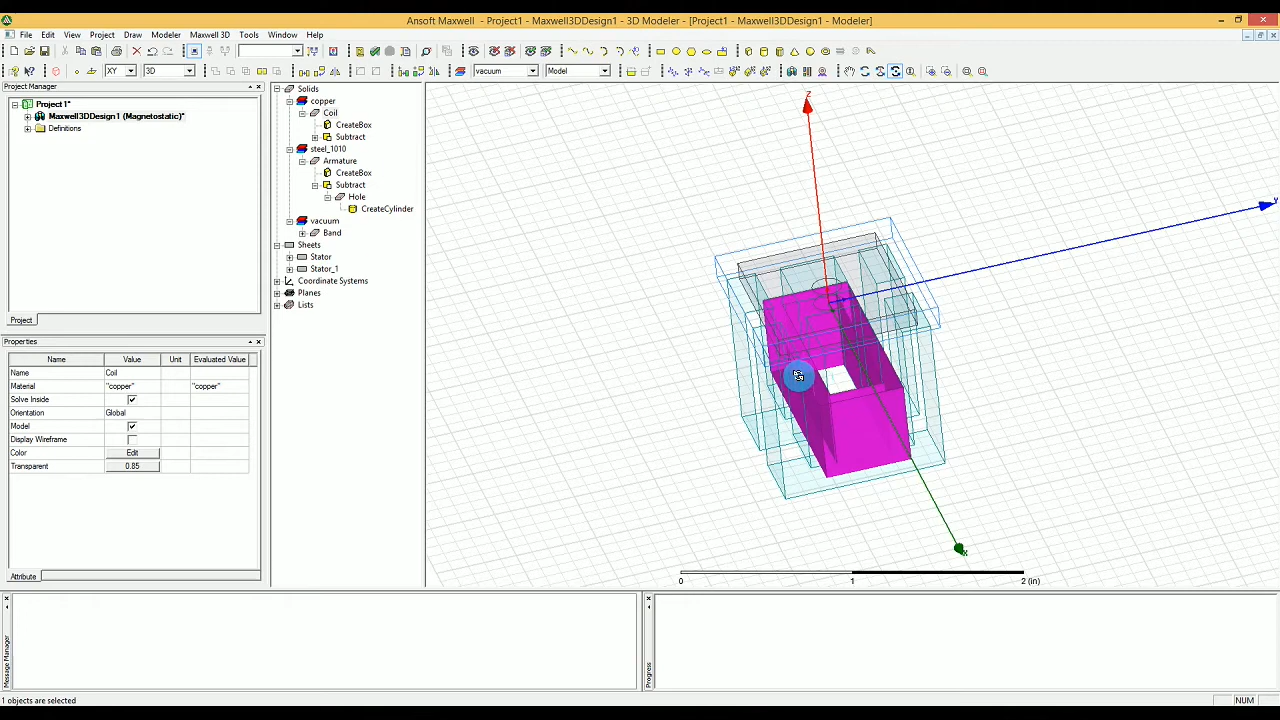 Ansoft Maxwell - Project1 - Maxwell3DDesign1 - 3D Modeler - [Project1 - Maxwell3DDesign1 - Modeler]
File Edit View Project Draw Modeler Maxwell 3D Tools Window Help
XY 3D vacuum Model
Project Manager
Project1*
Maxwell3DDesign1 (Magnetostatic)*
Definitions
Project
Properties
Name Value Unit Evaluated Value
Name Coil
Material "copper" "copper"
Solve Inside
Orientation Global
Model
Display Wireframe
Color Edit
Transparent 0.85
Attribute
Solids
copper
Coil
CreateBox
Subtract
steel_1010
Armature
CreateBox
Subtract
Hole
CreateCylinder
vacuum
Band
Sheets
Stator
Stator_1
Coordinate Systems
Planes
Lists
Z
Y
X
0 1 2 (in)
Message Manager
Progress
1 objects are selected
NUM